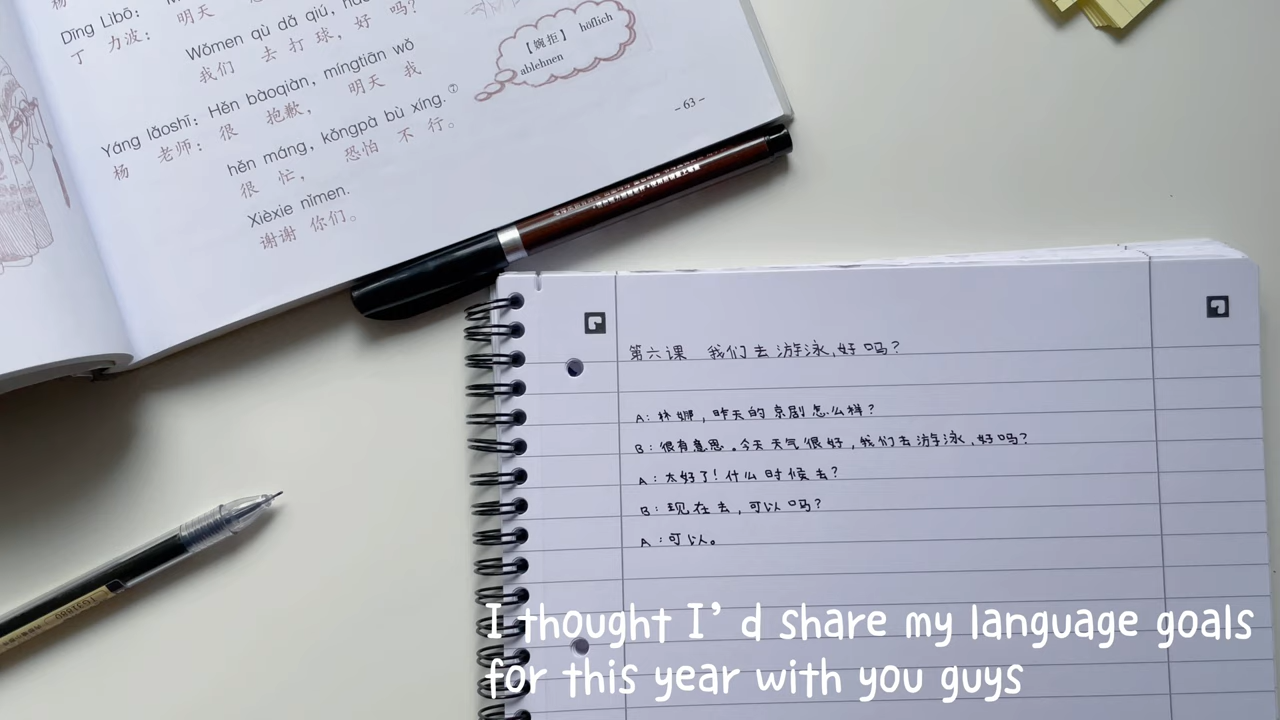 杨
Dīng Lìbō:
丁 力波： 明天
Wǒmen qù dǎ qiú,
我们 去 打 球， 好 吗？
Yáng lǎoshī: Hěn bàoqiàn, míngtiān wǒ
杨 老师： 很 抱歉， 明天 我
hěn máng, kǒngpà bù xíng.⑦
很 忙， 恐怕 不 行。
Xièxie nǐmen.
谢谢 你们。
【婉拒】 höflich
ablehnen
-63-
第六课 我们去游泳,好吗?
A: 林娜,昨天的京剧怎么样?
B: 很有意思。今天天气很好,我们去游泳,好吗?
A: 太好了!什么时候去?
B: 现在去,可以吗?
A: 可以。
I thought I'd share my language goals
for this year with you guys